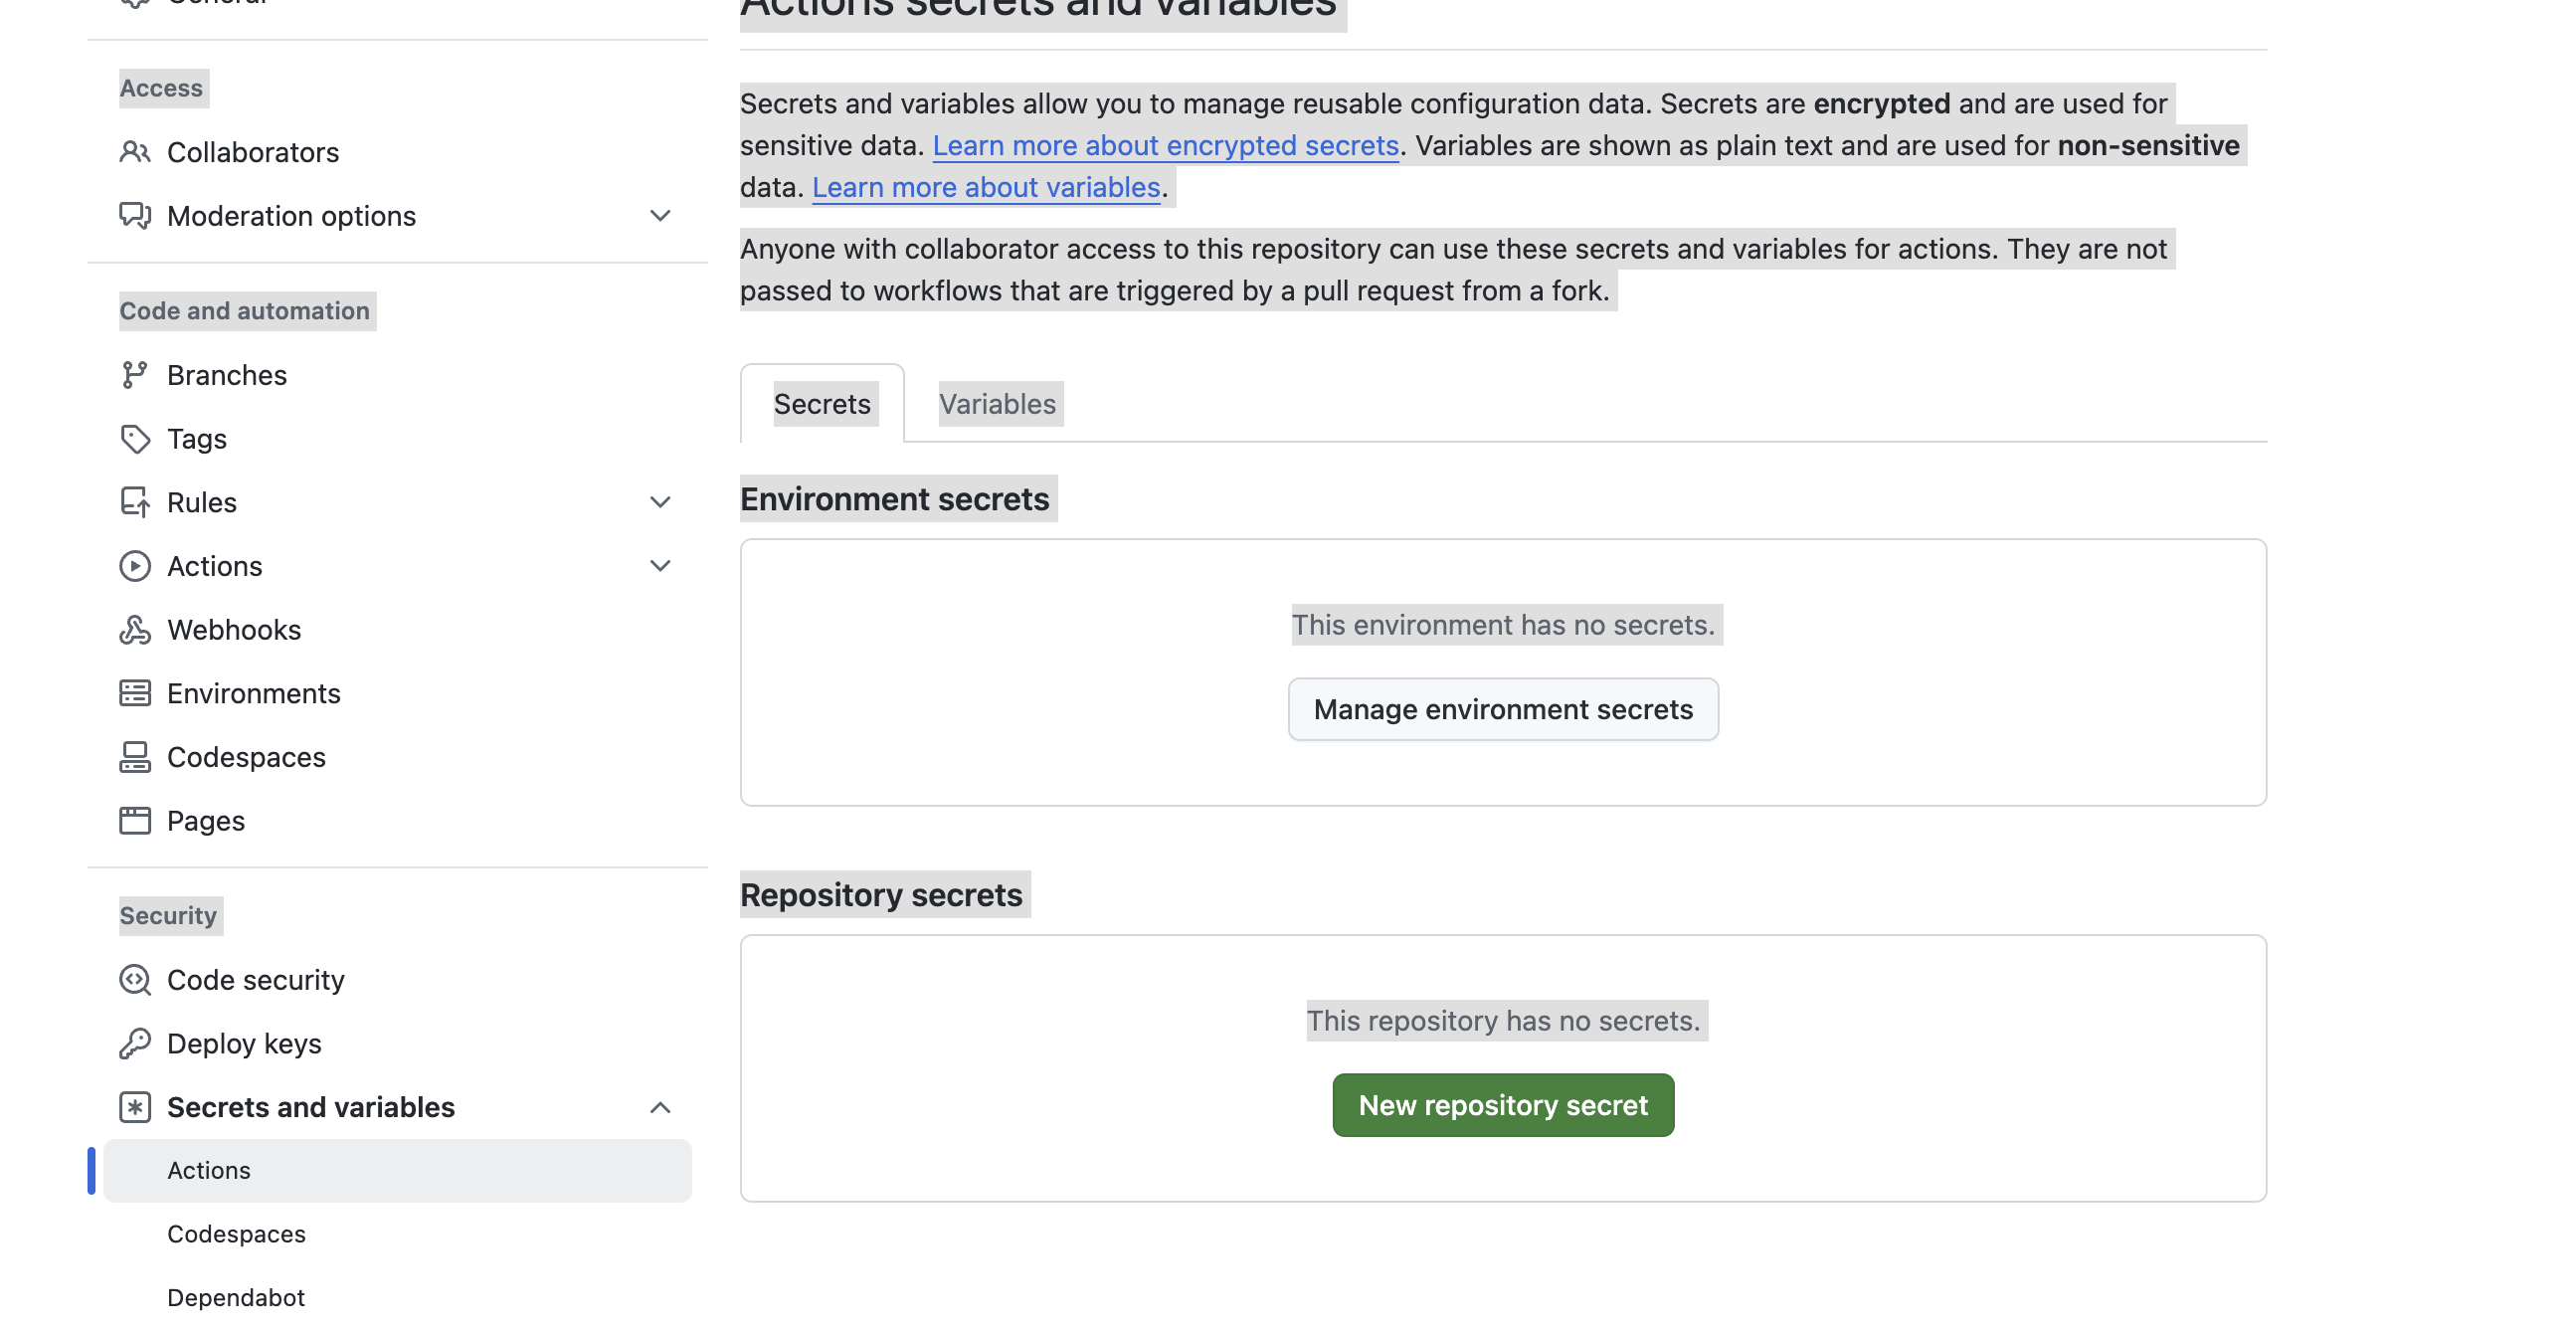 General
Access
Collaborators
Moderation options
Code and automation
Branches
Tags
Rules
Actions
Webhooks
Environments
Codespaces
Pages
Security
Code security
Deploy keys
Secrets and variables
Actions
Codespaces
Dependabot
Actions secrets and variables
Secrets and variables allow you to manage reusable configuration data. Secrets are encrypted and are used for
sensitive data. Learn more about encrypted secrets. Variables are shown as plain text and are used for non-sensitive
data. Learn more about variables.
Anyone with collaborator access to this repository can use these secrets and variables for actions. They are not
passed to workflows that are triggered by a pull request from a fork.
Secrets
Variables
Environment secrets
This environment has no secrets.
Manage environment secrets
Repository secrets
This repository has no secrets.
New repository secret